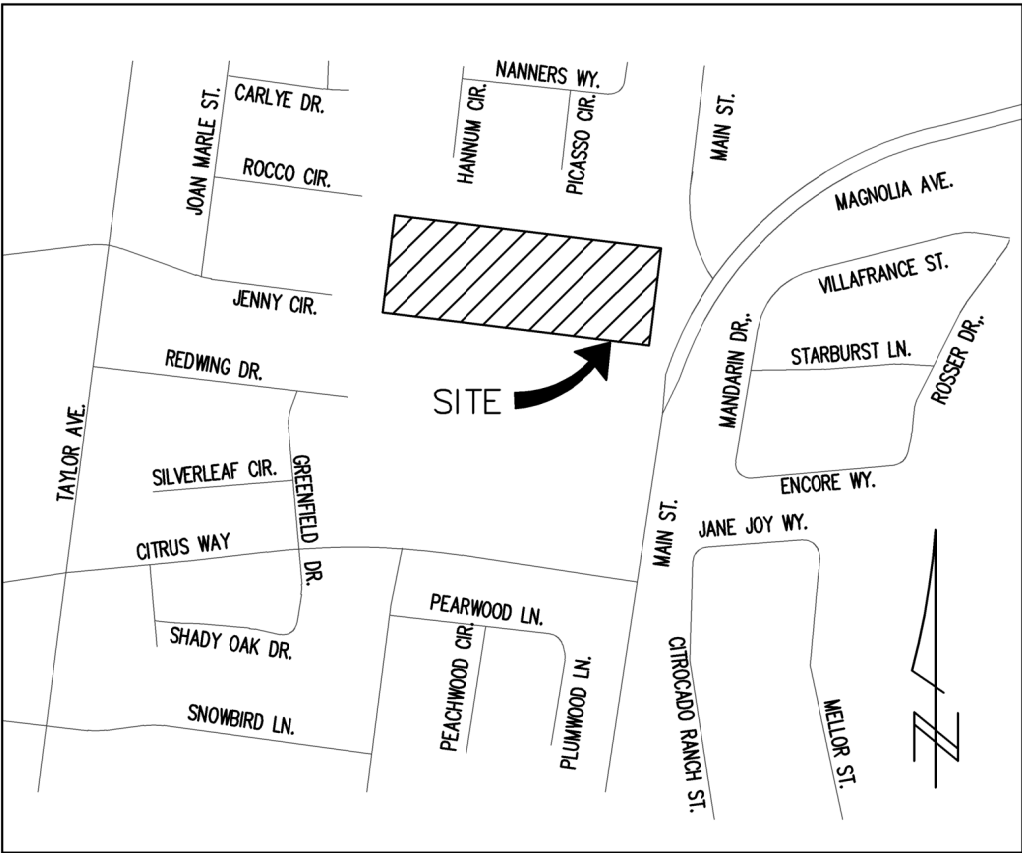 NANNERS WY.
CARLYE DR.
JOAN MARLE ST.
HANNUM CIR.
PICASSO CIR.
MAIN ST.
ROCCO CIR.
MAGNOLIA AVE.
JENNY CIR.
VILLAFRANCE ST.
REDWING DR.
MANDARIN DR,.
STARBURST LN.
ROSSER DR,.
SITE
TAYLOR AVE.
SILVERLEAF CIR.
GREENFIELD DR.
ENCORE WY.
CITRUS WAY
MAIN ST.
JANE JOY WY.
PEARWOOD LN.
SHADY OAK DR.
PEACHWOOD CIR.
PLUMWOOD LN.
CITROCADO RANCH ST.
MELLOR ST.
SNOWBIRD LN.
N